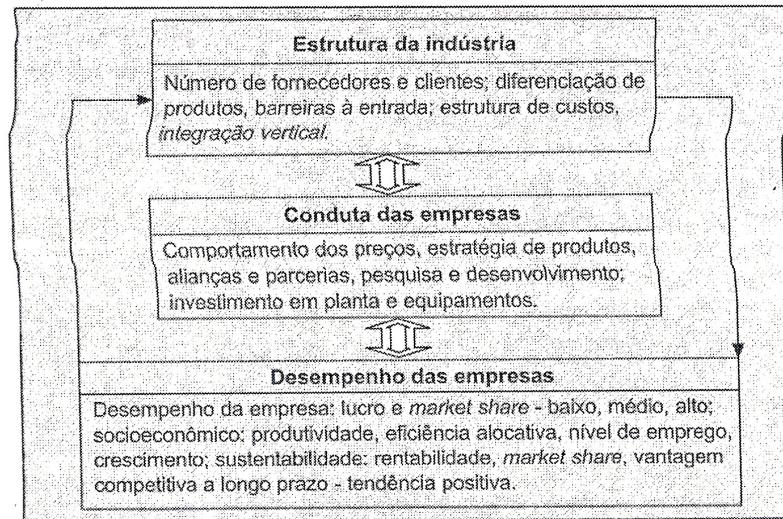 Estrutura da indústria
Número de fornecedores e clientes; diferenciação de
produtos, barreiras à entrada; estrutura de custos,
integração vertical.
Conduta das empresas
Comportamento dos preços, estratégia de produtos,
alianças e parcerias, pesquisa e desenvolvimento;
investimento em planta e equipamentos.
Desempenho das empresas
Desempenho da empresa: lucro e market share - baixo, médio, alto;
socioeconômico: produtividade, eficiência alocativa, nível de emprego,
crescimento; sustentabilidade: rentabilidade, market share, vantagem
competitiva a longo prazo - tendência positiva.